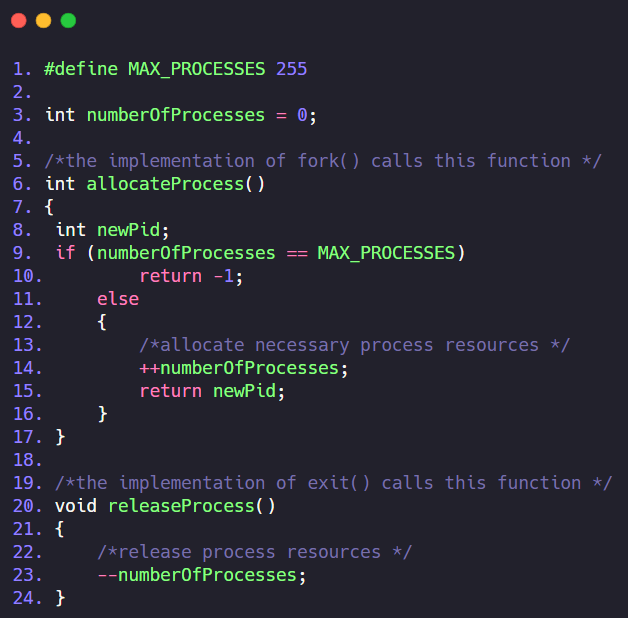 1. #define MAX_PROCESSES 255
2.
3. int numberOfProcesses = 0;
4.
5. /*the implementation of fork() calls this function */
6. int allocateProcess()
7. {
8. int newPid;
9. if (numberOfProcesses == MAX_PROCESSES)
10. return -1;
11. else
12. {
13. /*allocate necessary process resources */
14. ++numberOfProcesses;
15. return newPid;
16. }
17. }
18.
19. /*the implementation of exit() calls this function */
20. void releaseProcess()
21. {
22. /*release process resources */
23. --numberOfProcesses;
24. }